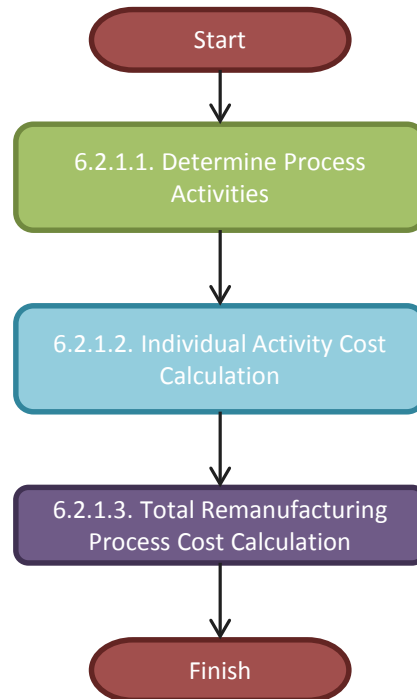 Start
6.2.1.1. Determine Process
Activities
6.2.1.2. Individual Activity Cost
Calculation
6.2.1.3. Total Remanufacturing
Process Cost Calculation
Finish